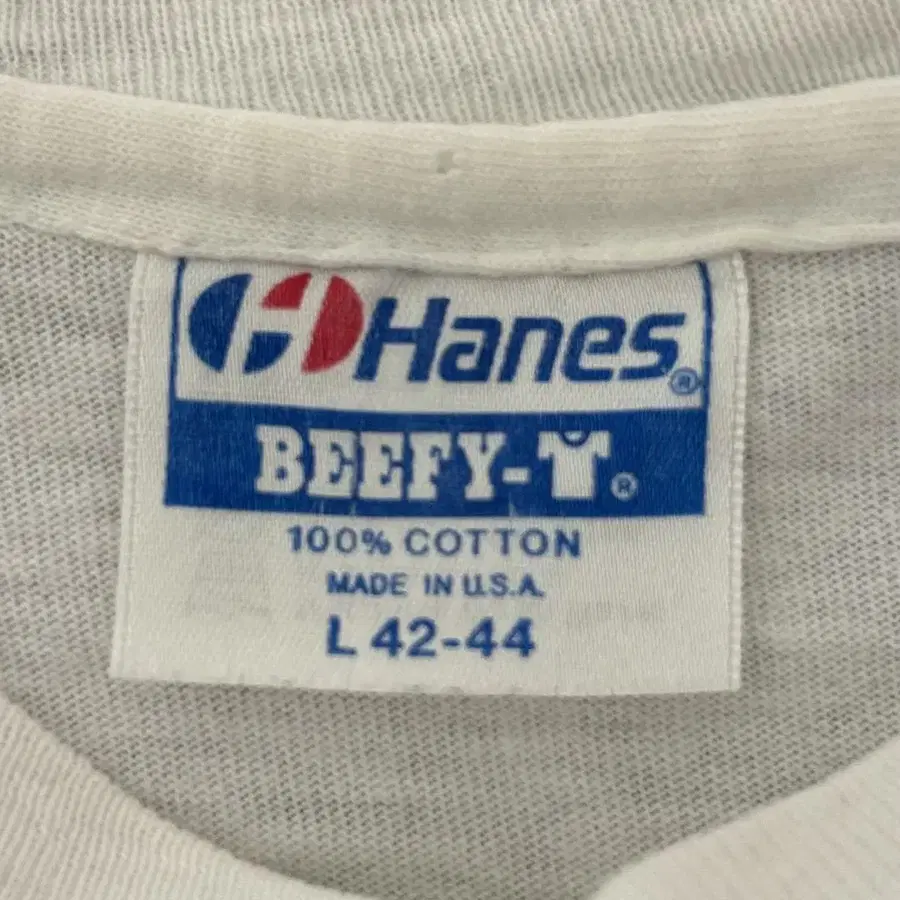 Hanes®
BEEFY-T®
100% COTTON
MADE IN U.S.A.
L 42-44